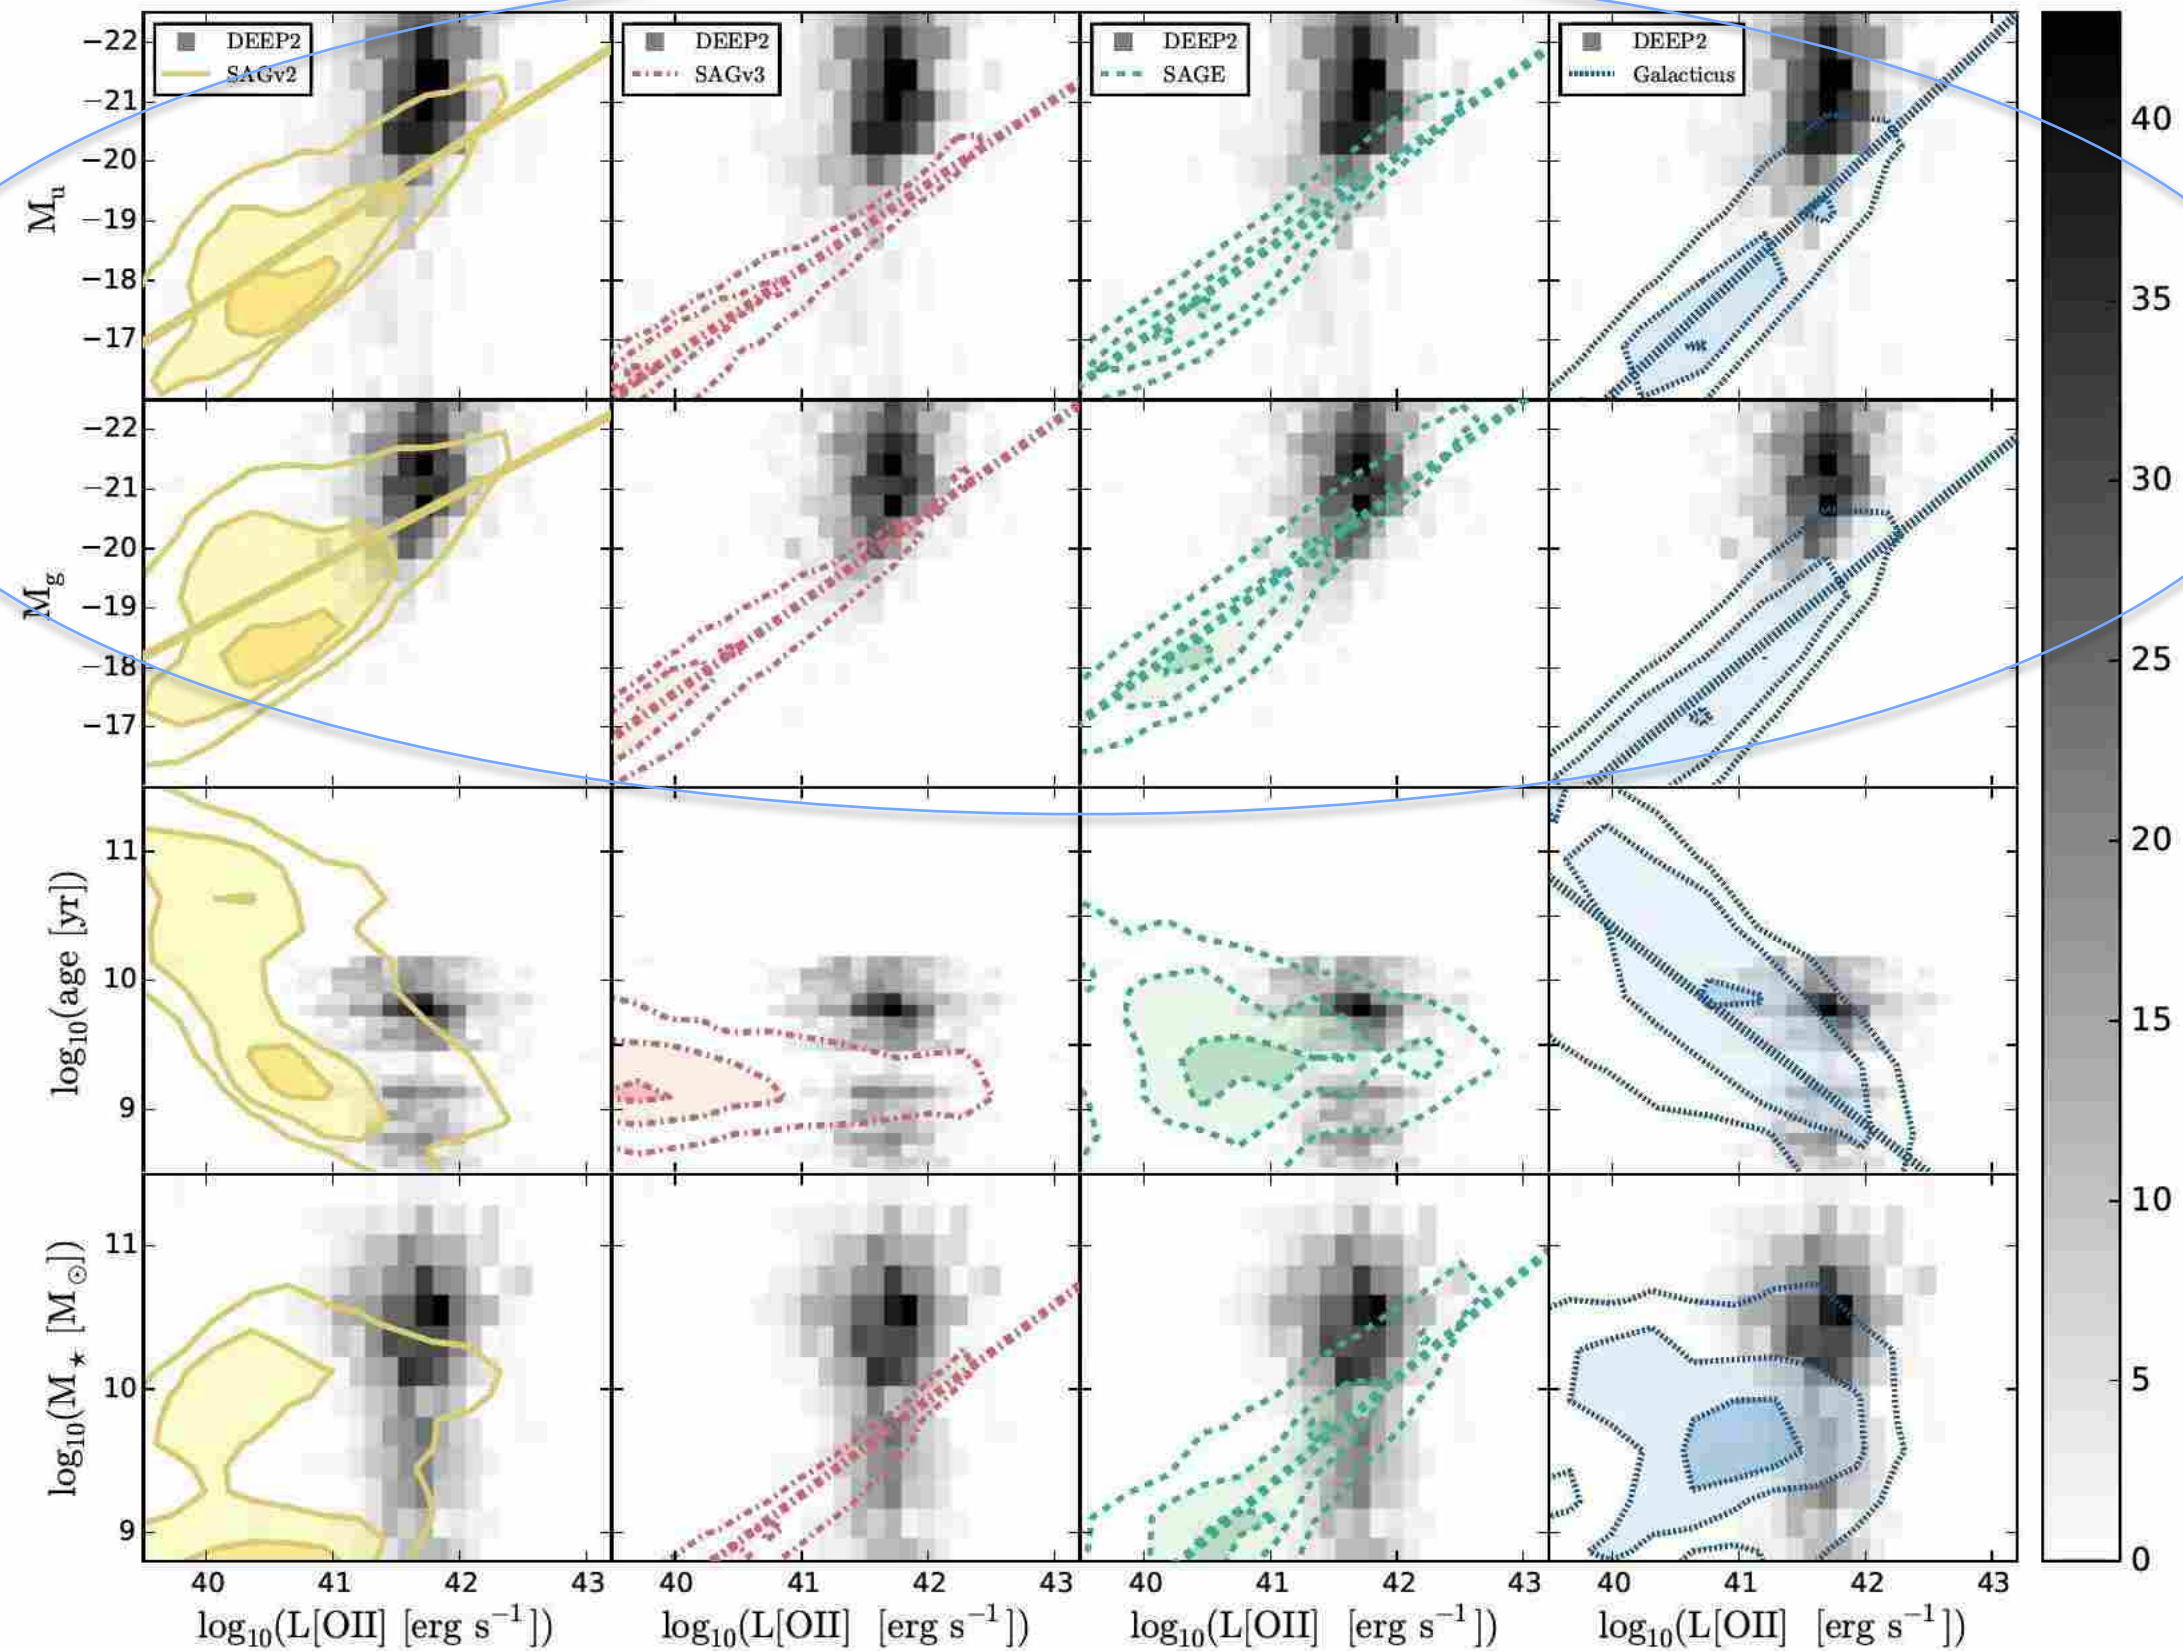 DEEP2
SAGv2
DEEP2
SAGv3
DEEP2
SAGE
DEEP2
Galacticus
M_u
−22
−21
−20
−19
−18
−17
M_g
−22
−21
−20
−19
−18
−17
log₁₀(age [yr])
11
10
9
log₁₀(M⋆ [M⊙])
11
10
9
40 41 42 43
40 41 42 43
40 41 42 43
40 41 42 43
log₁₀(L[OII] [erg s⁻¹])
log₁₀(L[OII] [erg s⁻¹])
log₁₀(L[OII] [erg s⁻¹])
log₁₀(L[OII] [erg s⁻¹])
40
35
30
25
20
15
10
5
0